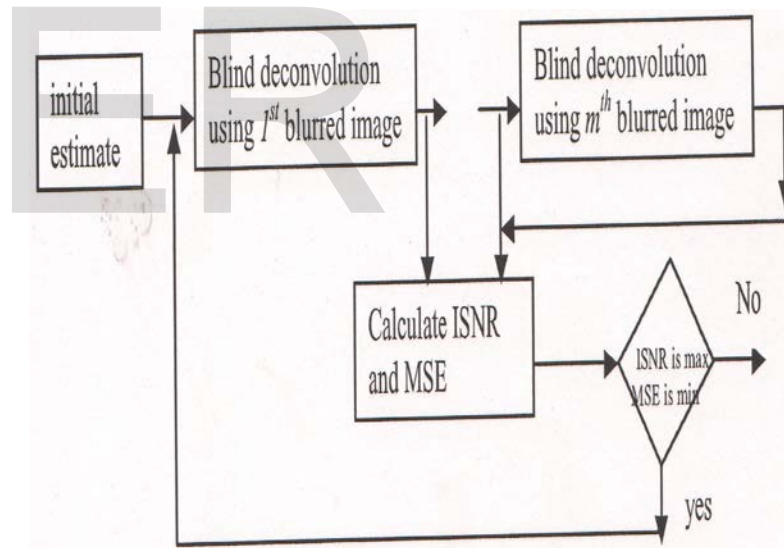 ER
initial
estimate
Blind deconvolution
using 1st blurred image
Blind deconvolution
using mth blurred image
Calculate ISNR
and MSE
ISNR is max
MSE is min
No
yes